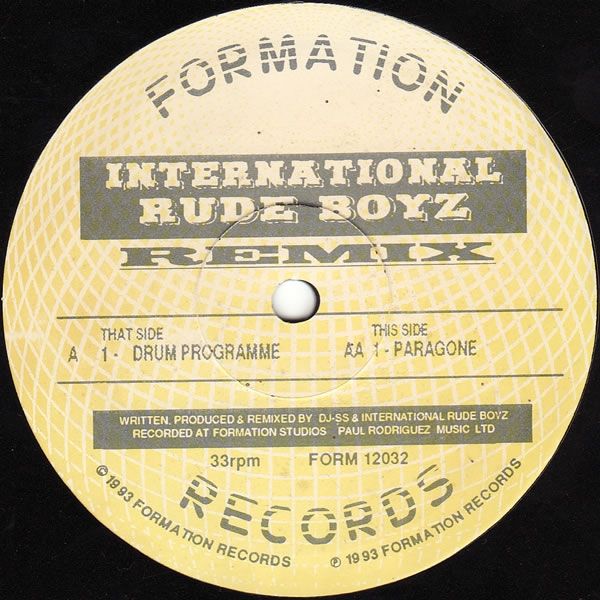 FORMATION
INTERNATIONAL
RUDE BOYZ
REMIX
THAT SIDE
A 1 - DRUM PROGRAMME
THIS SIDE
AA 1 - PARAGONE
WRITTEN, PRODUCED & REMIXED BY DJ-SS & INTERNATIONAL RUDE BOYZ
RECORDED AT FORMATION STUDIOS PAUL RODRIGUEZ MUSIC LTD
33rpm FORM 12032
RECORDS
© 1993 FORMATION RECORDS
℗ 1993 FORMATION RECORDS